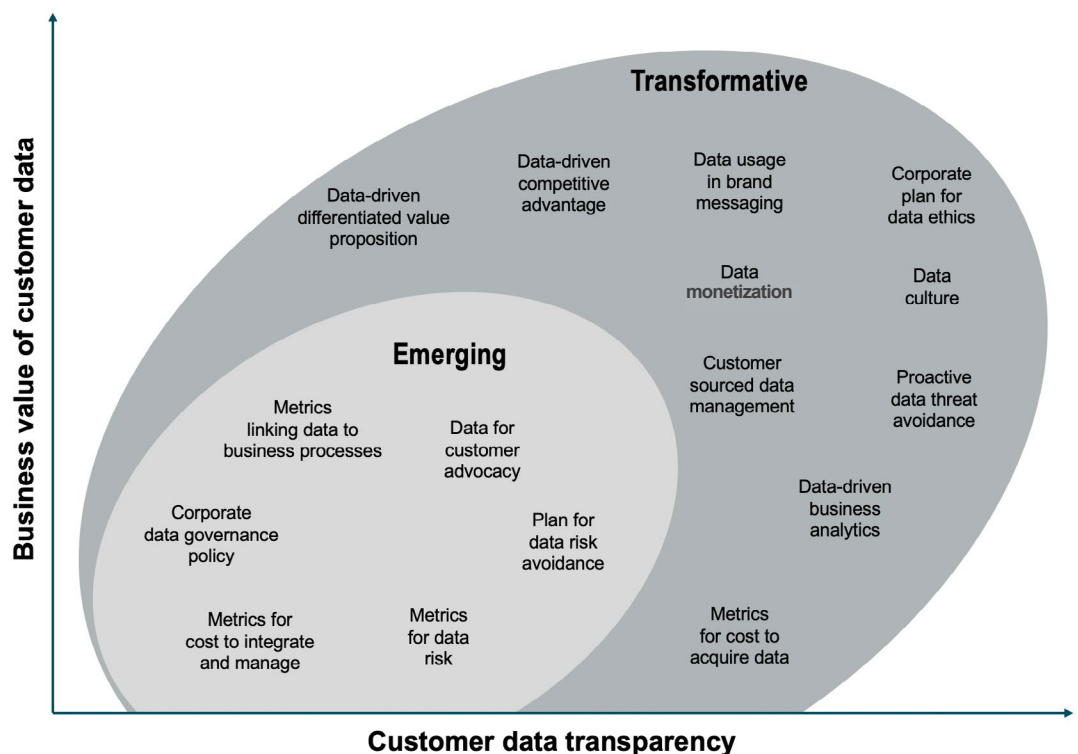 Business value of customer data
Transformative
Data-driven
differentiated value
proposition
Data-driven
competitive
advantage
Data usage
in brand
messaging
Corporate
plan for
data ethics
Data
monetization
Data
culture
Customer
sourced data
management
Proactive
data threat
avoidance
Data-driven
business
analytics
Metrics
for cost to
acquire data
Emerging
Metrics
linking data to
business processes
Data for
customer
advocacy
Corporate
data governance
policy
Plan for
data risk
avoidance
Metrics for
cost to integrate
and manage
Metrics
for data
risk
Customer data transparency